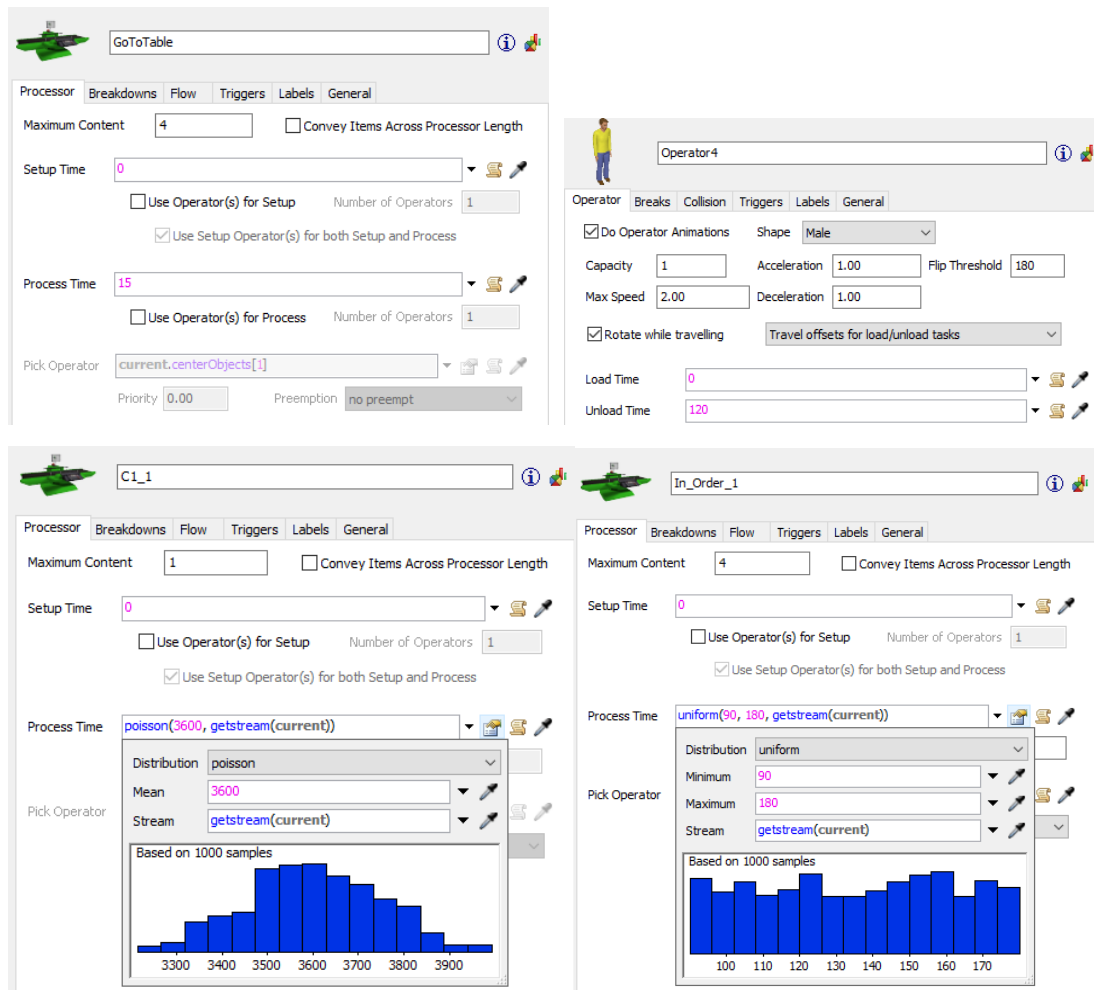 GoToTable
Processor Breakdowns Flow Triggers Labels General
Maximum Content 4 Convey Items Across Processor Length
Setup Time 0
Use Operator(s) for Setup Number of Operators 1
Use Setup Operator(s) for both Setup and Process
Process Time 15
Use Operator(s) for Process Number of Operators 1
Pick Operator current.centerObjects[1]
Priority 0.00 Preemption no preempt
Operator4
Operator Breaks Collision Triggers Labels General
Do Operator Animations Shape Male
Capacity 1 Acceleration 1.00 Flip Threshold 180
Max Speed 2.00 Deceleration 1.00
Rotate while travelling Travel offsets for load/unload tasks
Load Time 0
Unload Time 120
C1_1
Processor Breakdowns Flow Triggers Labels General
Maximum Content 1 Convey Items Across Processor Length
Setup Time 0
Use Operator(s) for Setup Number of Operators 1
Use Setup Operator(s) for both Setup and Process
Process Time poisson(3600, getstream(current))
Distribution poisson
Mean 3600
Pick Operator
Stream getstream(current)
Based on 1000 samples
3300 3400 3500 3600 3700 3800 3900
In_Order_1
Processor Breakdowns Flow Triggers Labels General
Maximum Content 4 Convey Items Across Processor Length
Setup Time 0
Use Operator(s) for Setup Number of Operators 1
Use Setup Operator(s) for both Setup and Process
Process Time uniform(90, 180, getstream(current))
Distribution uniform
Minimum 90
Pick Operator
Maximum 180
Stream getstream(current)
Based on 1000 samples
100 110 120 130 140 150 160 170